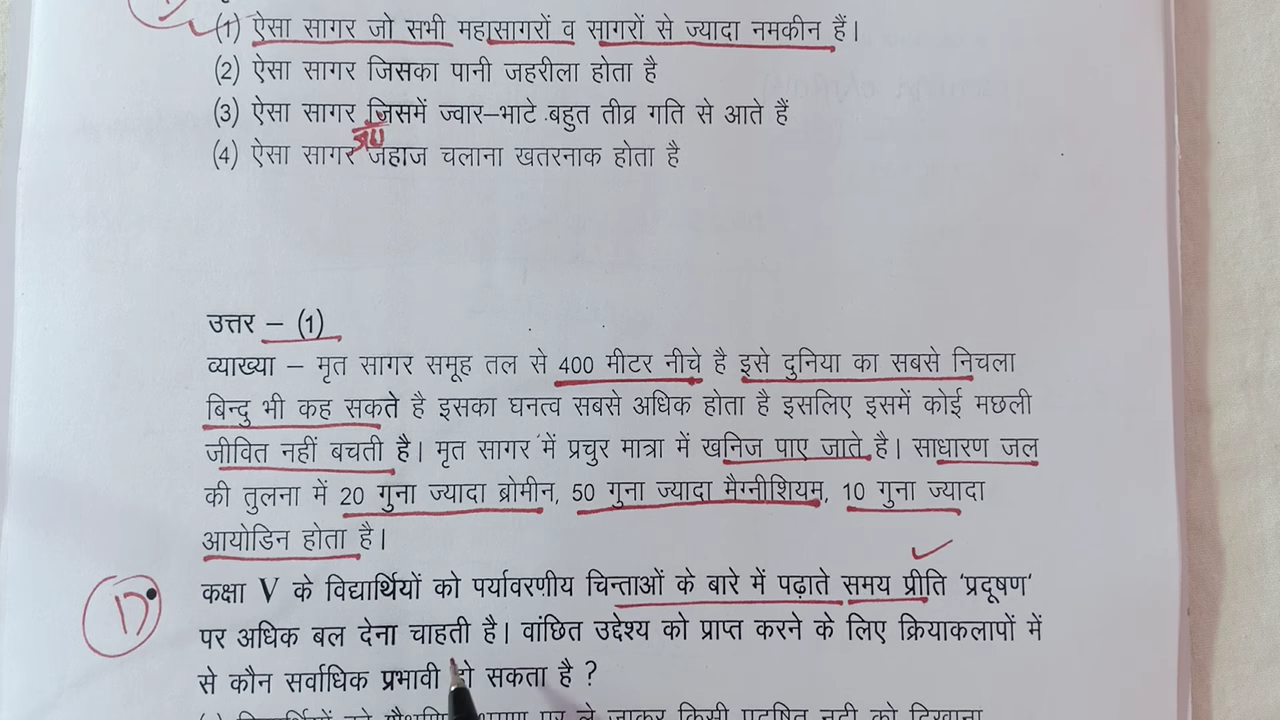 (1) ऐसा सागर जो सभी महासागरों व सागरों से ज्यादा नमकीन हैं।
(2) ऐसा सागर जिसका पानी जहरीला होता है
(3) ऐसा सागर जिसमें ज्वार–भाटे बहुत तीव्र गति से आते हैं
(4) ऐसा सागर जहाज चलाना खतरनाक होता है
उत्तर – (1)
व्याख्या – मृत सागर समूह तल से 400 मीटर नीचे है इसे दुनिया का सबसे निचला
बिन्दु भी कह सकते है इसका घनत्व सबसे अधिक होता है इसलिए इसमें कोई मछली
जीवित नहीं बचती है। मृत सागर में प्रचुर मात्रा में खनिज पाए जाते है। साधारण जल
की तुलना में 20 गुना ज्यादा ब्रोमीन, 50 गुना ज्यादा मैग्नीशियम, 10 गुना ज्यादा
आयोडिन होता है।
17 कक्षा V के विद्यार्थियों को पर्यावरणीय चिन्ताओं के बारे में पढ़ाते समय प्रीति 'प्रदूषण'
पर अधिक बल देना चाहती है। वांछित उद्देश्य को प्राप्त करने के लिए क्रियाकलापों में
से कौन सर्वाधिक प्रभावी हो सकता है ?
ले जाकर किसी प्रदूषित नदी को दिखाना